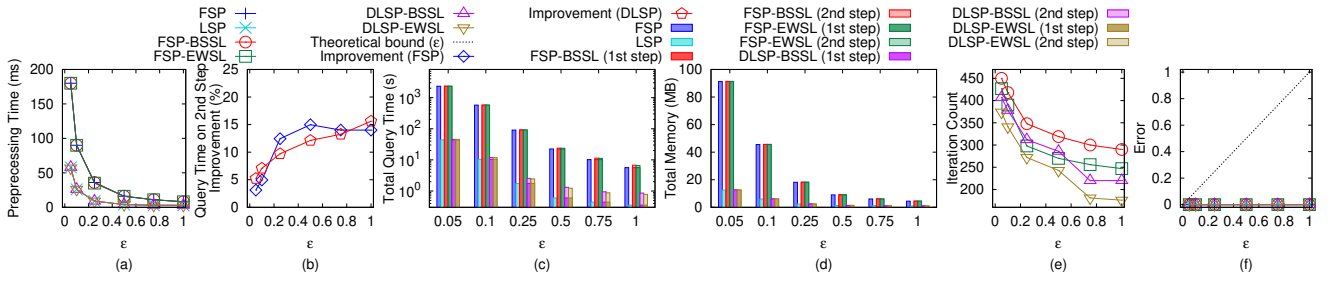 FSP
LSP
FSP-BSSL
FSP-EWSL
DLSP-BSSL
DLSP-EWSL
Theoretical bound (ε)
Improvement (FSP)
Improvement (DLSP)
FSP
LSP
FSP-BSSL (1st step)
FSP-BSSL (2nd step)
FSP-EWSL (1st step)
FSP-EWSL (2nd step)
DLSP-BSSL (1st step)
DLSP-BSSL (2nd step)
DLSP-EWSL (1st step)
DLSP-EWSL (2nd step)
Preprecessing Time (ms)
200
150
100
50
0
0 0.2 0.4 0.6 0.8 1
ε
(a)
Query Time on 2nd Step
Improvement (%)
25
20
15
10
5
0
0 0.2 0.4 0.6 0.8 1
ε
(b)
Total Query Time (s)
10³
10²
10¹
10⁰
0.05 0.1 0.25 0.5 0.75 1
ε
(c)
Total Memory (MB)
100
80
60
40
20
0
0.05 0.1 0.25 0.5 0.75 1
ε
(d)
Iteration Count
450
400
350
300
250
200
0 0.2 0.4 0.6 0.8 1
ε
(e)
Error
1
0.8
0.6
0.4
0.2
0
0 0.2 0.4 0.6 0.8 1
ε
(f)